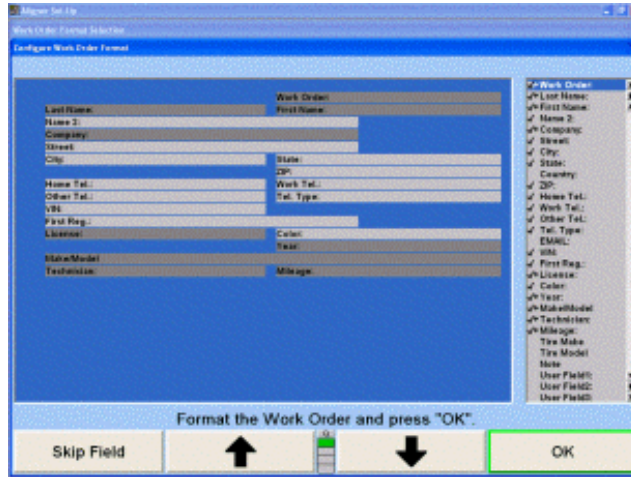 Aligner Set-Up
Work Order Format Selection
Configure Work Order Format
Work Order:
Last Name: First Name:
Name 2:
Company:
Street:
City: State:
ZIP:
Home Tel.: Work Tel.:
Other Tel.: Tel. Type:
VIN:
First Reg.:
License: Color:
Year:
Make/Model
Technician: Mileage:
Work Order:
Last Name:
First Name:
Name 2:
Company:
Street:
City:
State:
Country:
ZIP:
Home Tel.:
Work Tel.:
Other Tel.:
Tel. Type:
EMAIL:
VIN:
First Reg.:
License:
Color:
Year:
Make/Model
Technician:
Mileage:
Tire Make
Tire Model
Note
User Field1:
User Field2:
User Field3:
Format the Work Order and press "OK".
Skip Field OK